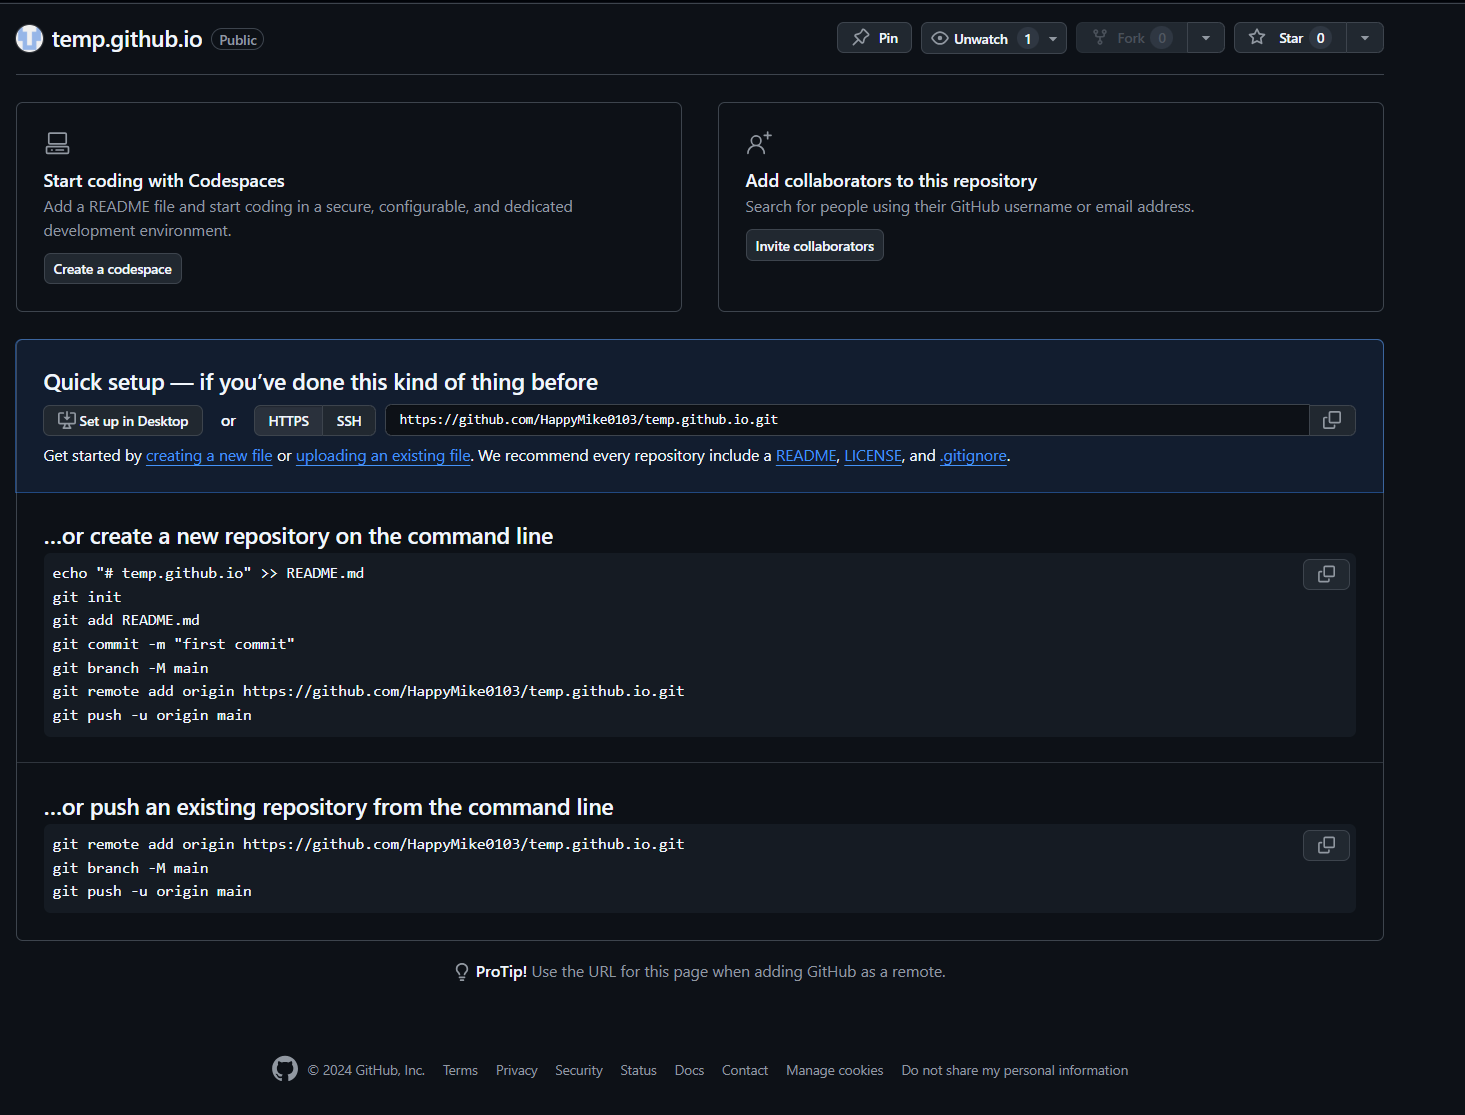 temp.github.io Public Pin Unwatch 1 Fork 0 Star 0
Start coding with Codespaces
Add a README file and start coding in a secure, configurable, and dedicated
development environment.
Create a codespace
Add collaborators to this repository
Search for people using their GitHub username or email address.
Invite collaborators
Quick setup — if you’ve done this kind of thing before
Set up in Desktop or HTTPS SSH https://github.com/HappyMike0103/temp.github.io.git
Get started by creating a new file or uploading an existing file. We recommend every repository include a README, LICENSE, and .gitignore.
…or create a new repository on the command line
echo "# temp.github.io" >> README.md
git init
git add README.md
git commit -m "first commit"
git branch -M main
git remote add origin https://github.com/HappyMike0103/temp.github.io.git
git push -u origin main
…or push an existing repository from the command line
git remote add origin https://github.com/HappyMike0103/temp.github.io.git
git branch -M main
git push -u origin main
ProTip! Use the URL for this page when adding GitHub as a remote.
© 2024 GitHub, Inc. Terms Privacy Security Status Docs Contact Manage cookies Do not share my personal information